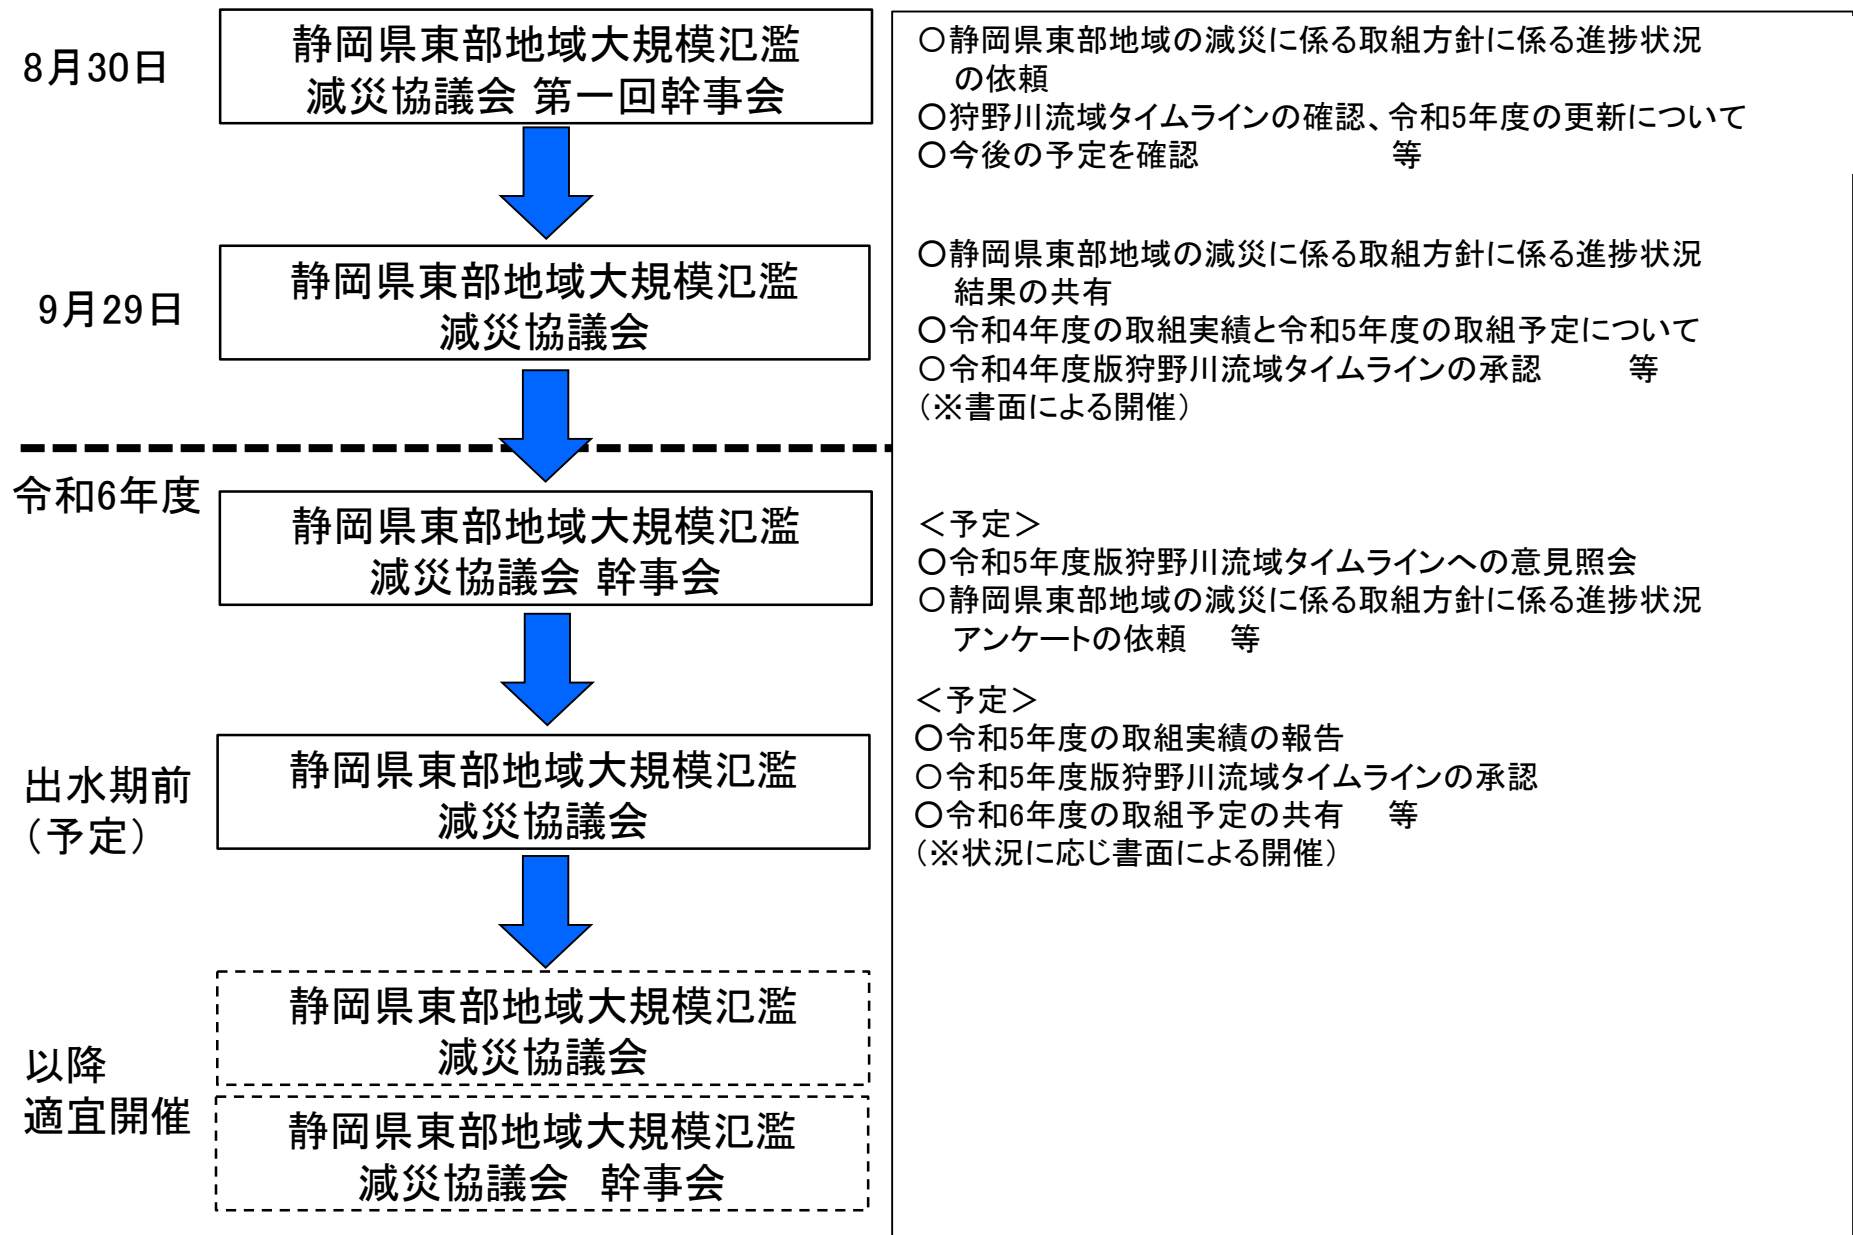 8月30日
静岡県東部地域大規模氾濫
減災協議会 第一回幹事会
○静岡県東部地域の減災に係る取組方針に係る進捗状況
の依頼
○狩野川流域タイムラインの確認、令和5年度の更新について
○今後の予定を確認 等
9月29日
静岡県東部地域大規模氾濫
減災協議会
○静岡県東部地域の減災に係る取組方針に係る進捗状況
結果の共有
○令和4年度の取組実績と令和5年度の取組予定について
○令和4年度版狩野川流域タイムラインの承認 等
（※書面による開催）
令和6年度
静岡県東部地域大規模氾濫
減災協議会 幹事会
＜予定＞
○令和5年度版狩野川流域タイムラインへの意見照会
○静岡県東部地域の減災に係る取組方針に係る進捗状況
アンケートの依頼 等
出水期前
（予定）
静岡県東部地域大規模氾濫
減災協議会
＜予定＞
○令和5年度の取組実績の報告
○令和5年度版狩野川流域タイムラインの承認
○令和6年度の取組予定の共有 等
（※状況に応じ書面による開催）
以降
適宜開催
静岡県東部地域大規模氾濫
減災協議会
静岡県東部地域大規模氾濫
減災協議会 幹事会